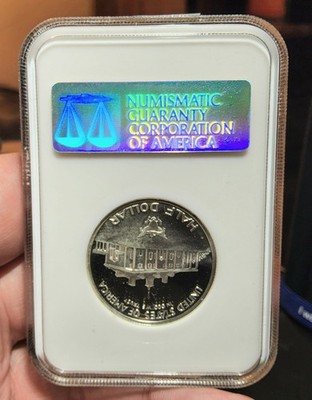 NUMISMATIC
GUARANTY
CORPORATION
OF AMERICA
HALF DOLLAR
UNITED STATES OF AMERICA